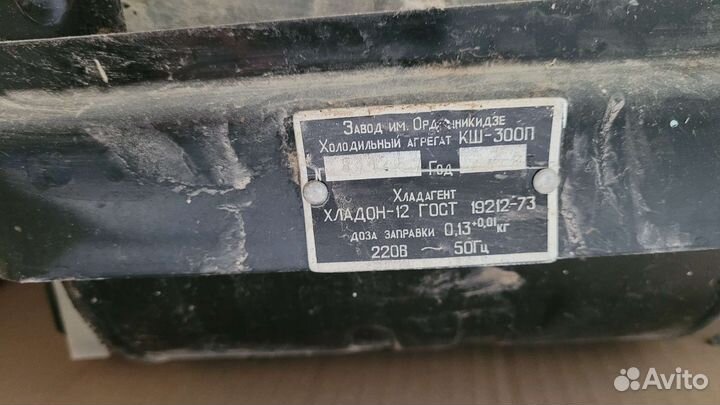 Завод им. Орджоникидзе
Холодильный агрегат КШ-300П
Год
Хладагент
Хладон-12 ГОСТ 19212-73
доза заправки 0,13+0,01 кг
220В ~ 50Гц
Avito